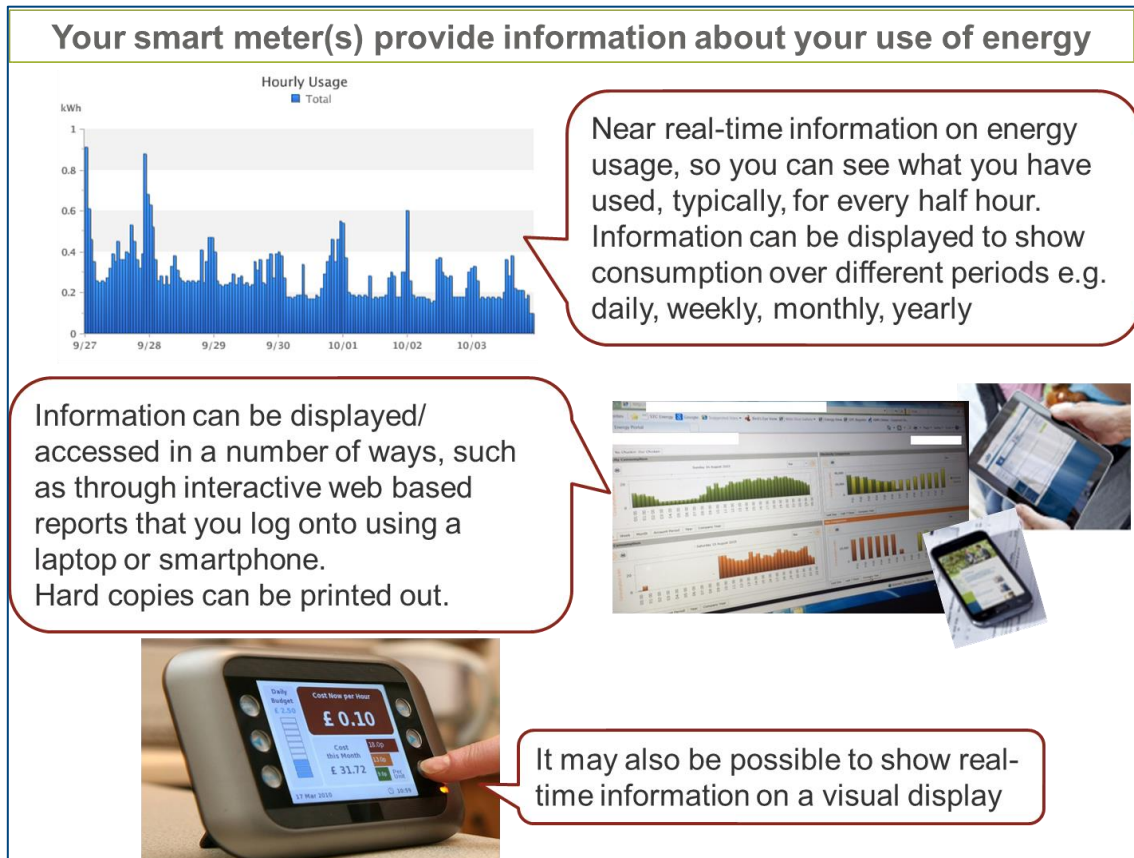 Your smart meter(s) provide information about your use of energy
Hourly Usage
Total
kWh
1
0.8
0.6
0.4
0.2
0
9/27 9/28 9/29 9/30 10/01 10/02 10/03
Near real-time information on energy
usage, so you can see what you have
used, typically, for every half hour.
Information can be displayed to show
consumption over different periods e.g.
daily, weekly, monthly, yearly
Information can be displayed/
accessed in a number of ways, such
as through interactive web based
reports that you log onto using a
laptop or smartphone.
Hard copies can be printed out.
Daily
Budget
£ 2.50
Cost Now per Hour
£ 0.10
Cost
this Month
£ 31.72
Per
17 Mar 2010
10:59
It may also be possible to show real-
time information on a visual display